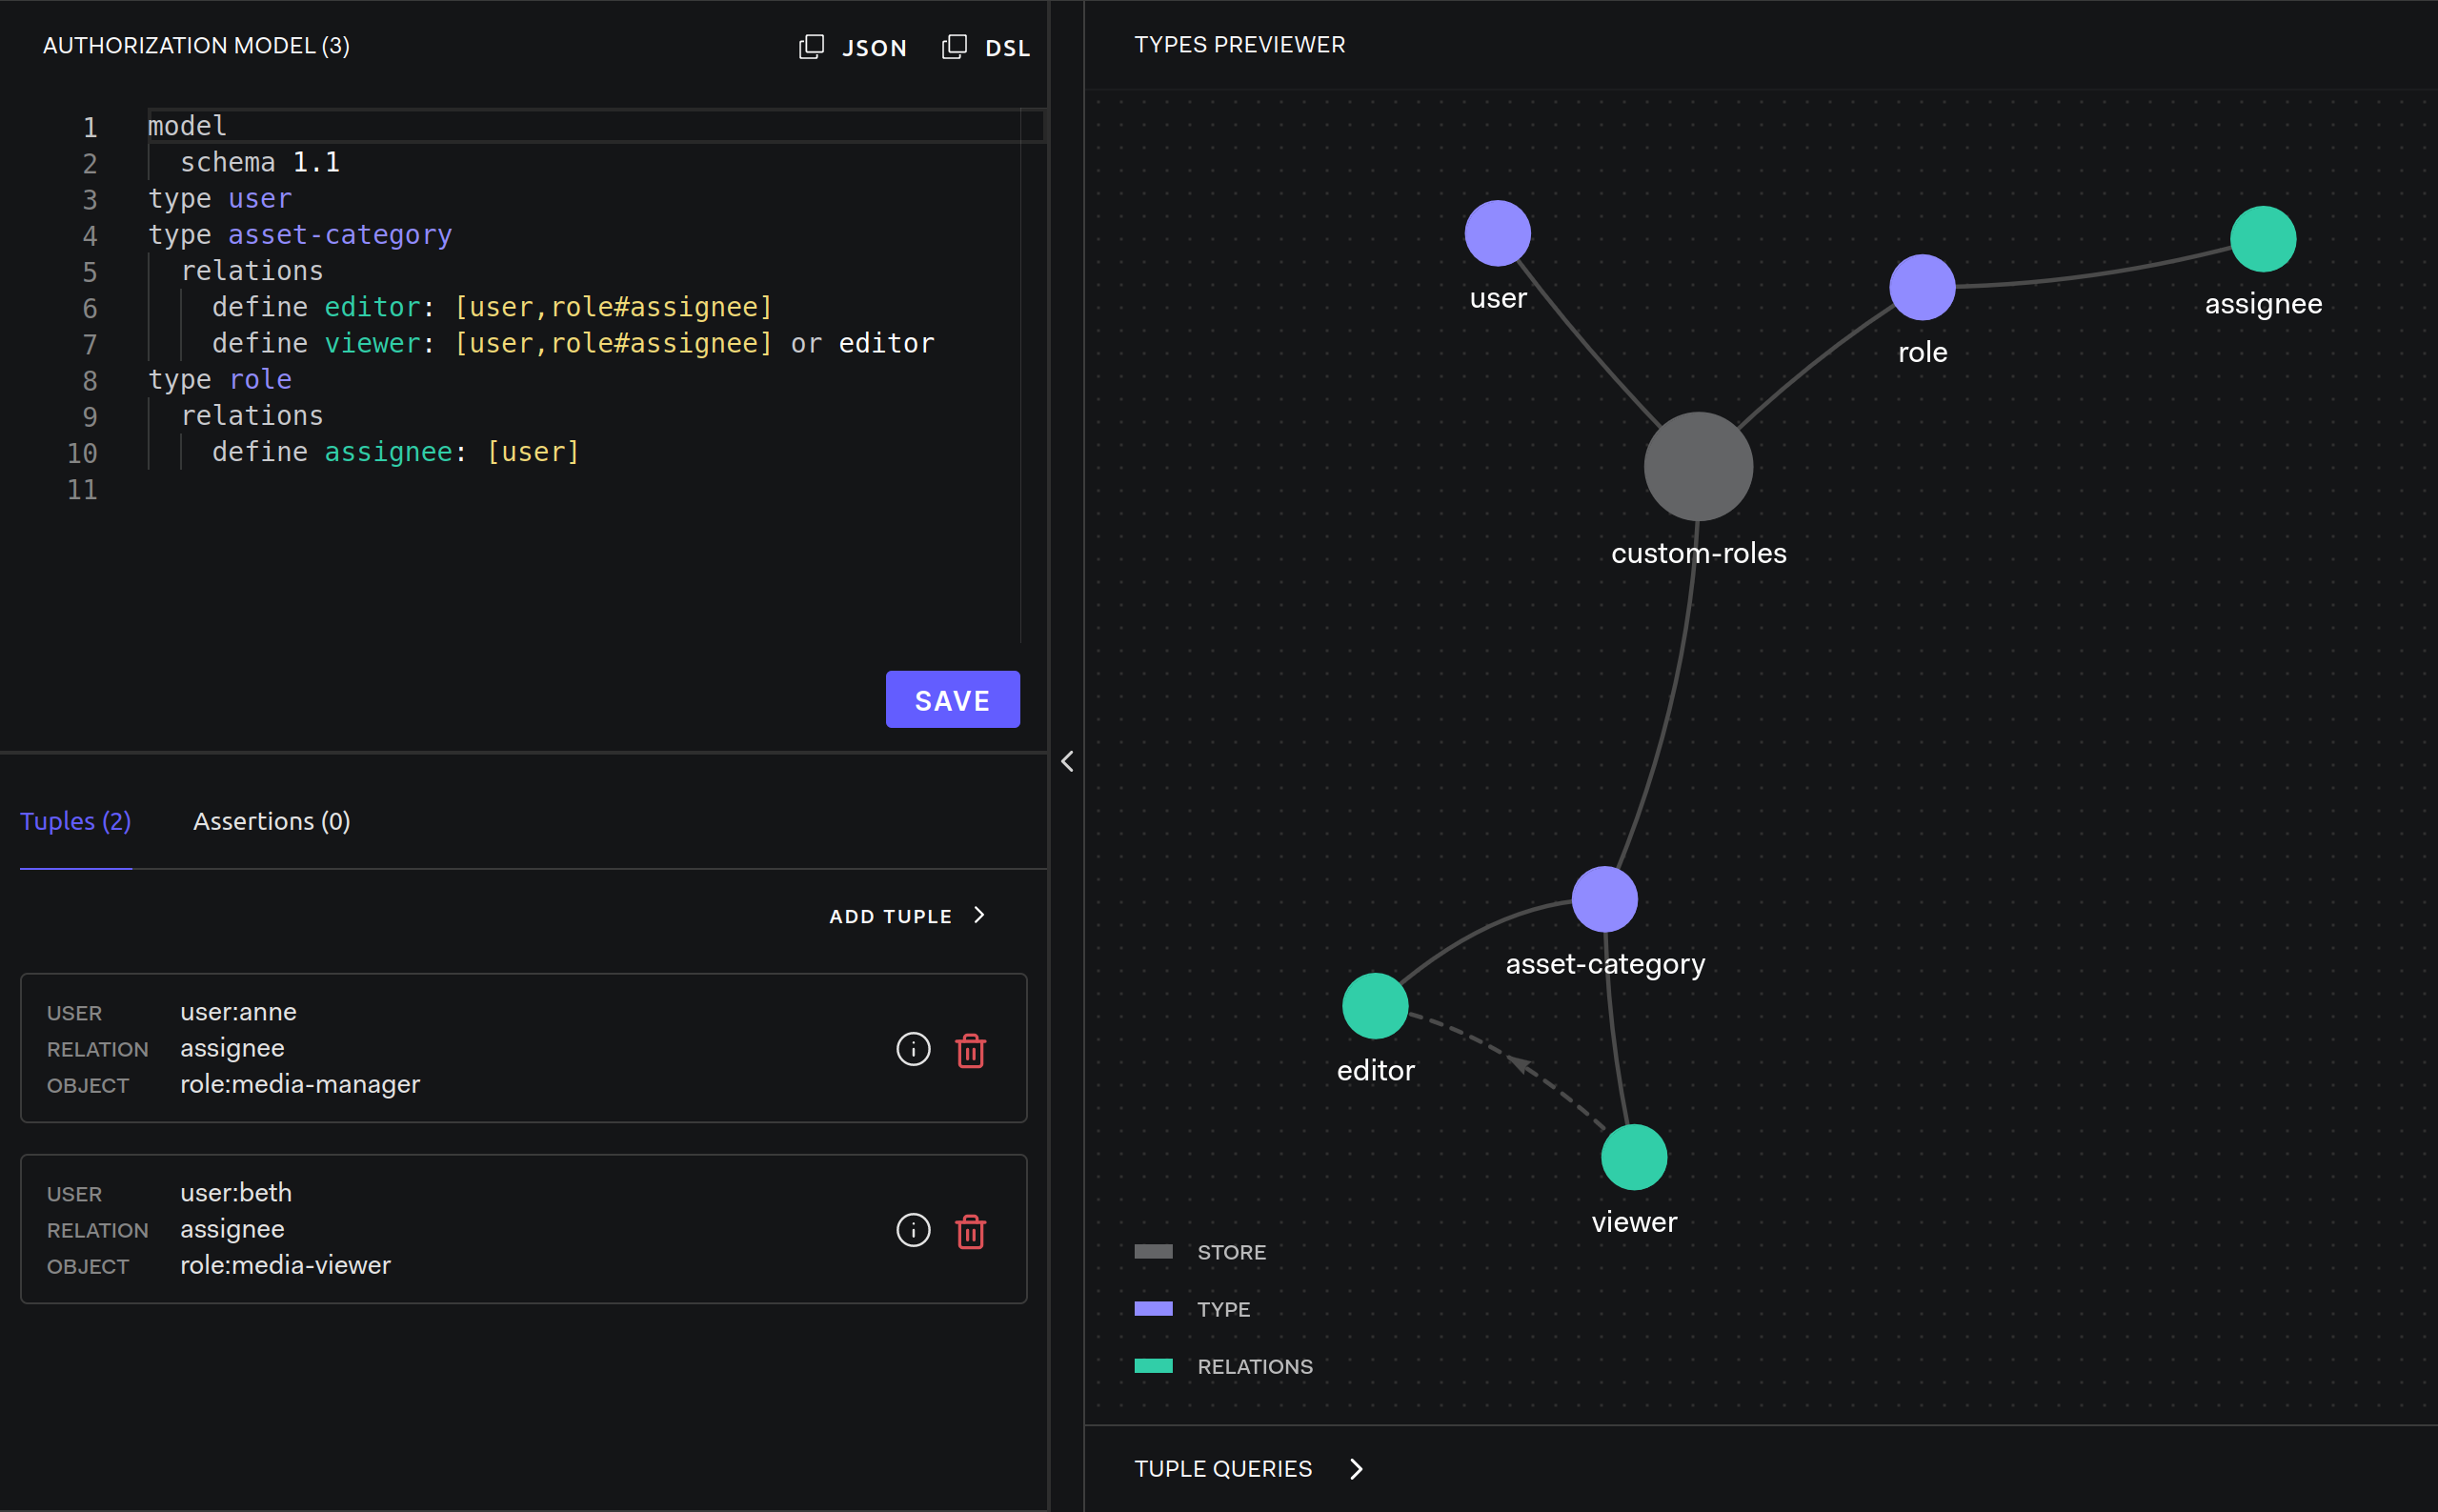 AUTHORIZATION MODEL (3)
JSON
DSL
1 model
2   schema 1.1
3 type user
4 type asset-category
5   relations
6     define editor: [user,role#assignee]
7     define viewer: [user,role#assignee] or editor
8 type role
9   relations
10     define assignee: [user]
11
SAVE
Tuples (2)
Assertions (0)
ADD TUPLE
USER user:anne
RELATION assignee
OBJECT role:media-manager
USER user:beth
RELATION assignee
OBJECT role:media-viewer
TYPES PREVIEWER
user
assignee
role
custom-roles
asset-category
editor
viewer
STORE
TYPE
RELATIONS
TUPLE QUERIES